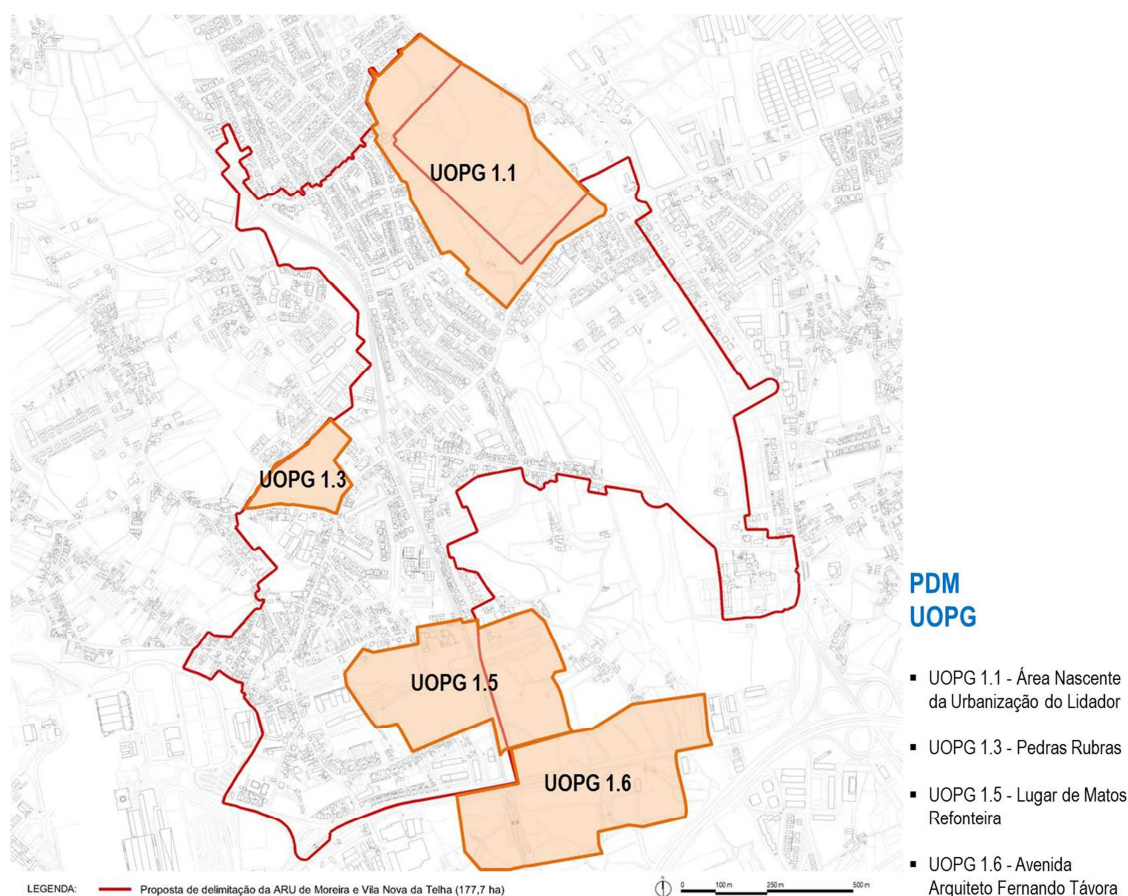 UOPG 1.1
UOPG 1.3
UOPG 1.5
UOPG 1.6
PDM
UOPG
▪ UOPG 1.1 - Área Nascente
da Urbanização do Lidador
▪ UOPG 1.3 - Pedras Rubras
▪ UOPG 1.5 - Lugar de Matos
Refonteira
▪ UOPG 1.6 - Avenida
Arquiteto Fernando Távora
LEGENDA: Proposta de delimitação da ARU de Moreira e Vila Nova da Telha (177,7 ha)
0 100 m 250 m 500 m